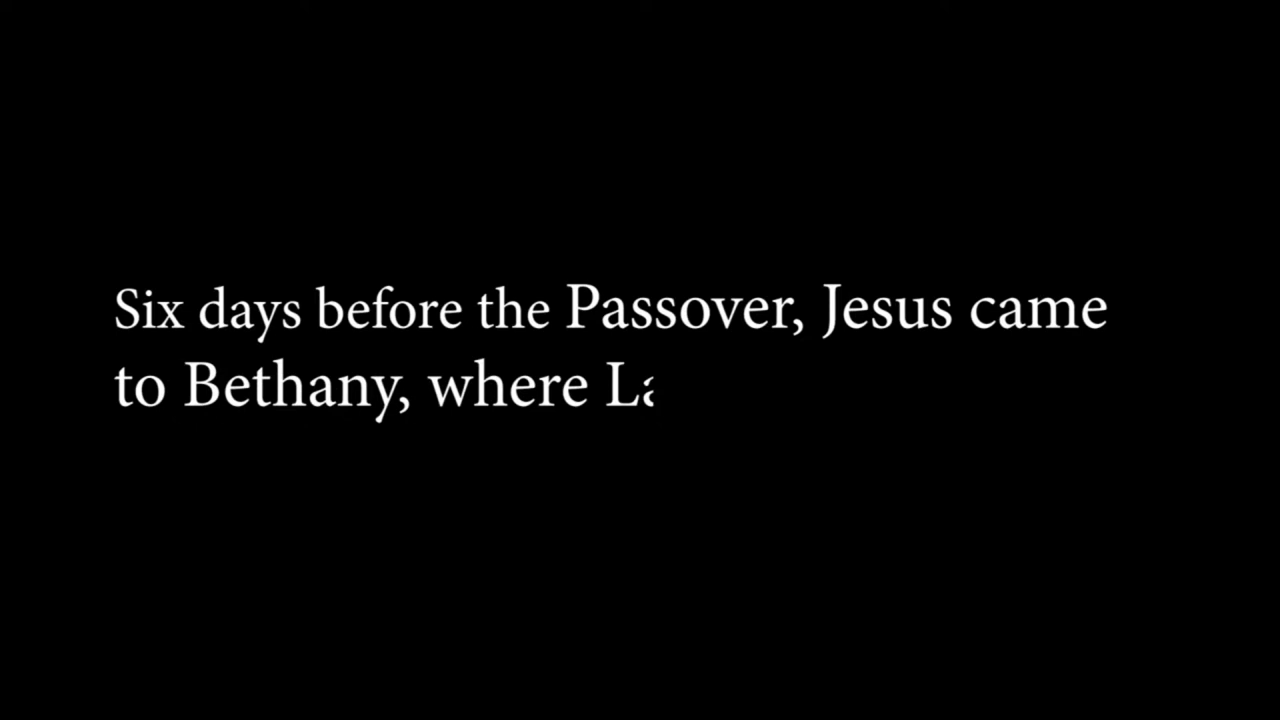 Six days before the Passover, Jesus came
to Bethany, where L